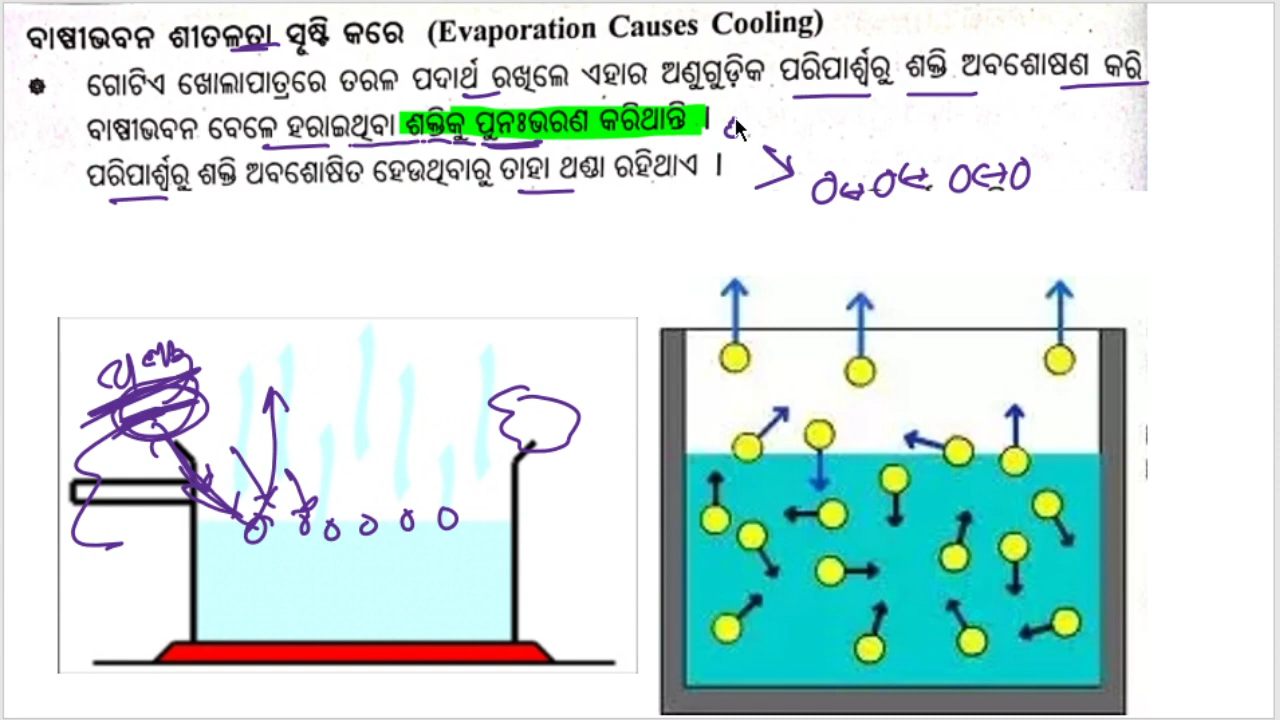 ବାଷ୍ପୀଭବନ ଶୀତଳତା ସୃଷ୍ଟି କରେ (Evaporation Causes Cooling)
ଗୋଟିଏ ଖୋଲାପାତ୍ରରେ ତରଳ ପଦାର୍ଥ ରଖିଲେ ଏହାର ଅଣୁଗୁଡ଼ିକ ପରିପାର୍ଶ୍ୱରୁ ଶକ୍ତି ଅବଶୋଷଣ କରି
ବାଷ୍ପୀଭବନ ବେଳେ ହରାଇଥିବା ଶକ୍ତିକୁ ପୁନଃଭରଣ କରିଥାନ୍ତି ।
ପରିପାର୍ଶ୍ୱରୁ ଶକ୍ତି ଅବଶୋଷିତ ହେଉଥିବାରୁ ତାହା ଥଣ୍ଡା ରହିଥାଏ ।